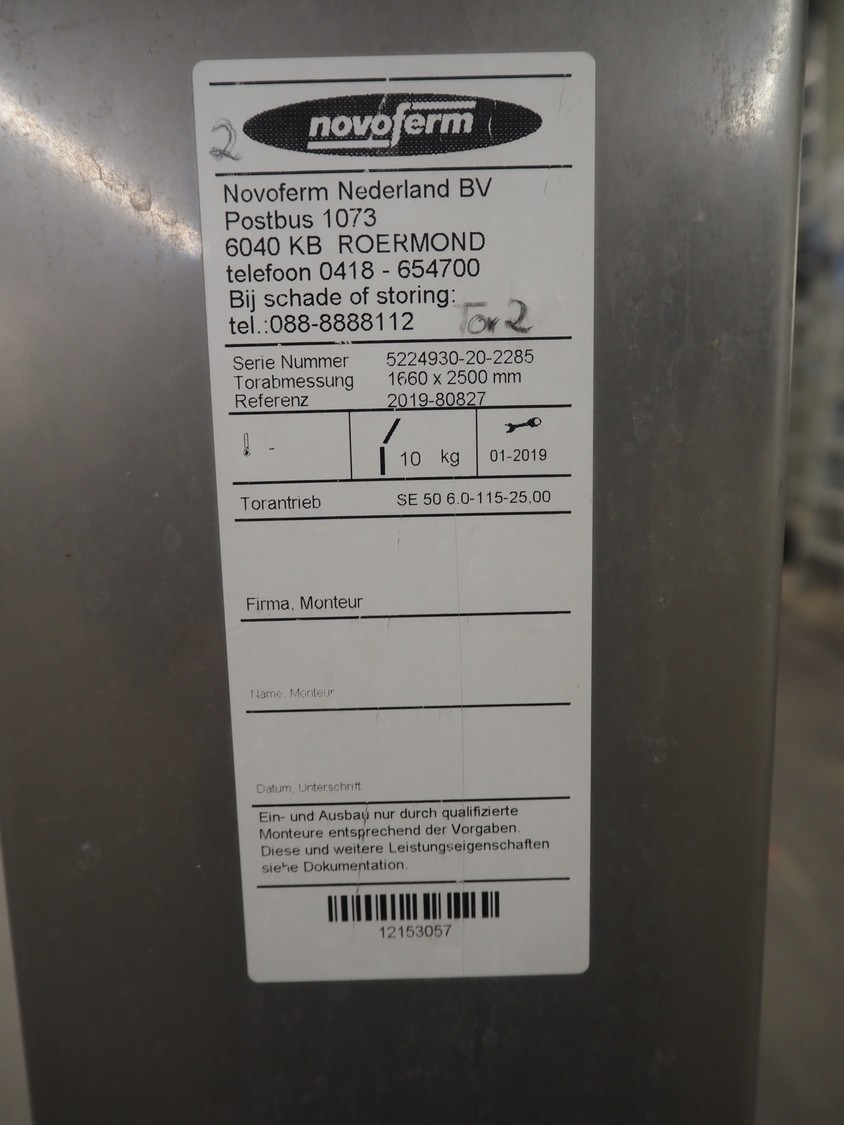 novoferm
2
Novoferm Nederland BV
Postbus 1073
6040 KB ROERMOND
telefoon 0418 - 654700
Bij schade of storing:
tel.:088-8888112 Tor 2
Serie Nummer 5224930-20-2285
Torabmessung 1660 x 2500 mm
Referenz 2019-80827
- 10 kg 01-2019
Torantrieb SE 50 6.0-115-25,00
Firma, Monteur
Name, Monteur
Datum, Unterschrift
Ein- und Ausbau nur durch qualifizierte
Monteure entsprechend der Vorgaben.
Diese und weitere Leistungseigenschaften
siehe Dokumentation.
12153057